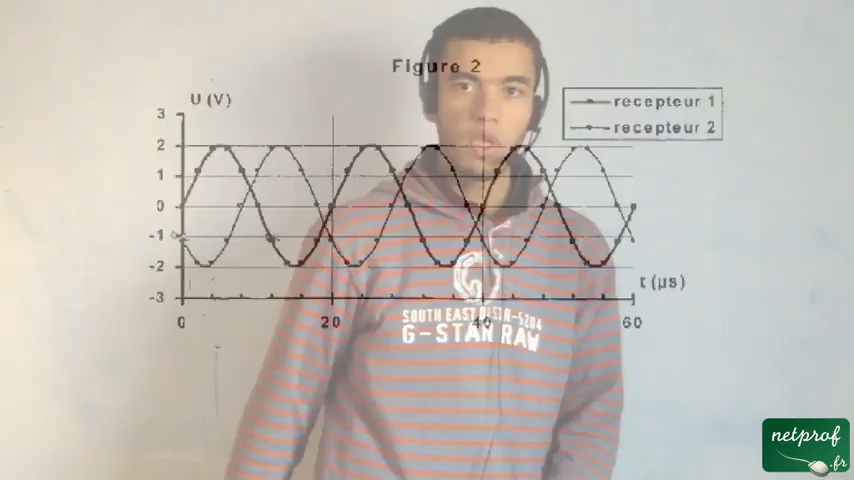 Figure 2
U (V)
recepteur 1
recepteur 2
3
2
1
0
-1
-2
-3
t (µs)
0
20
40
60
SOUTH EAST
G-STAR RAW
netprof
.fr